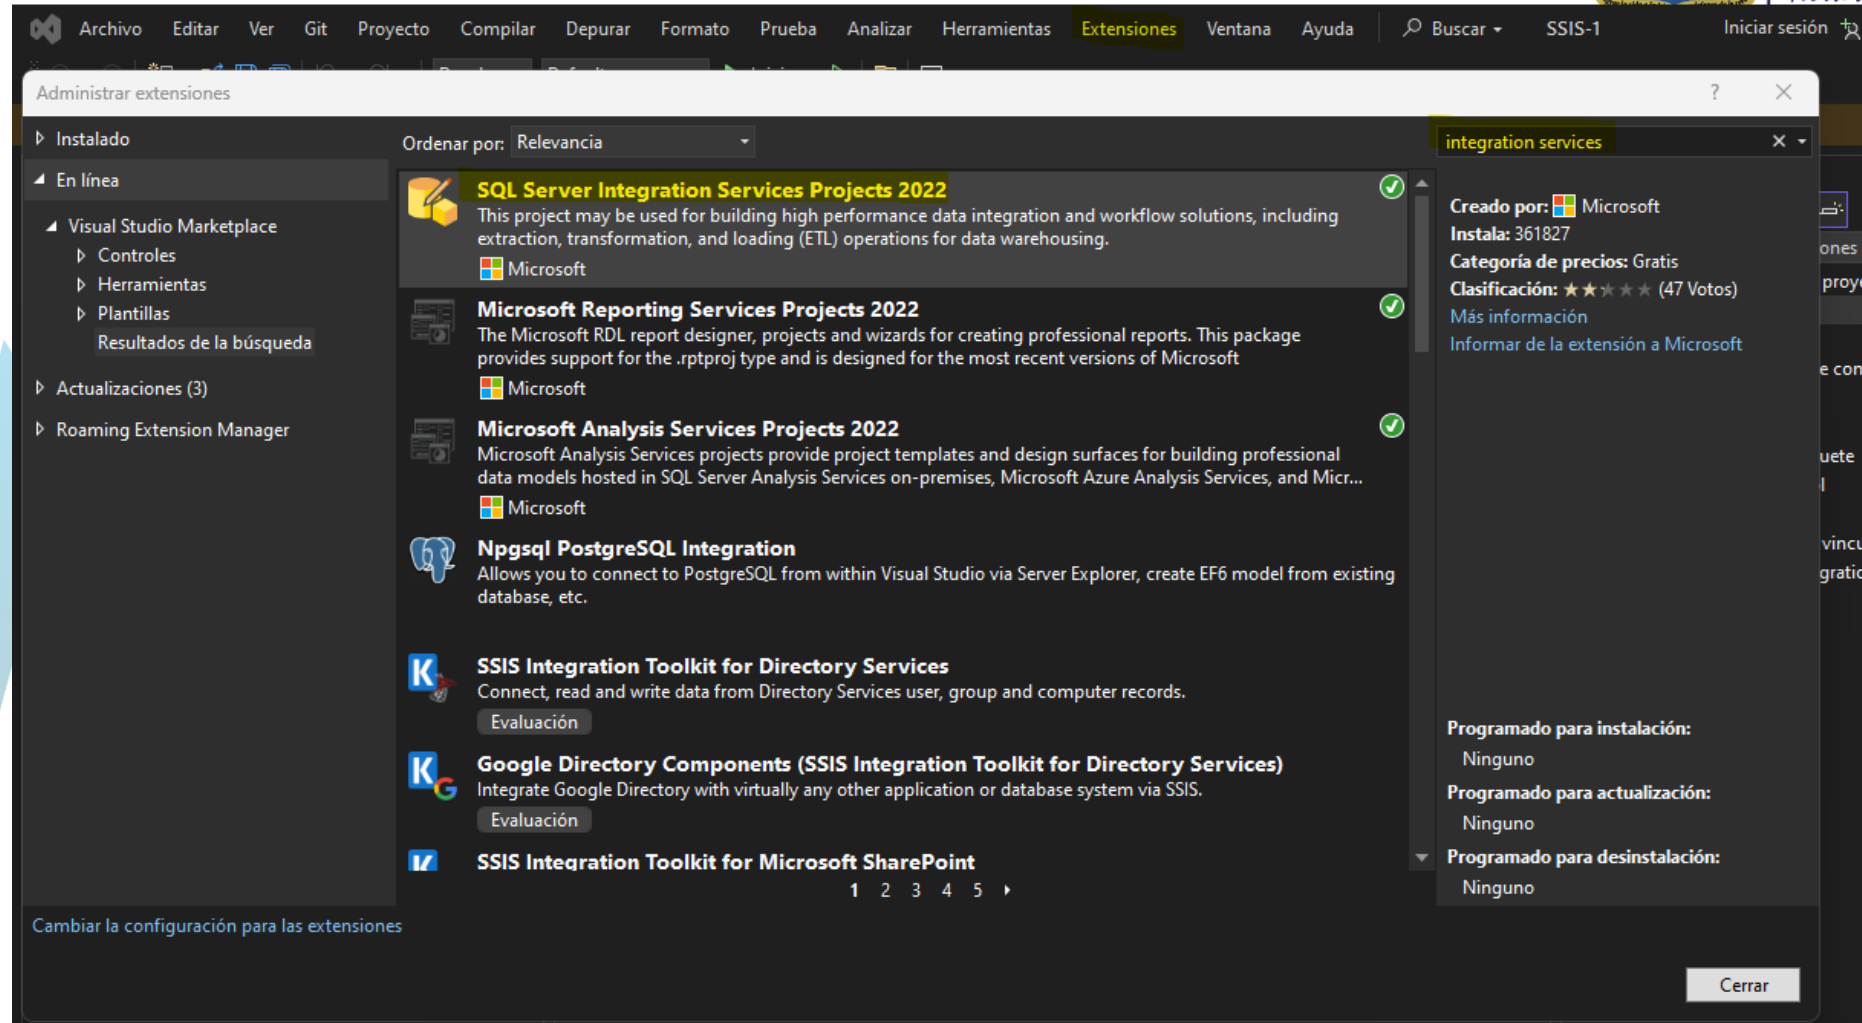 Archivo Editar Ver Git Proyecto Compilar Depurar Formato Prueba Analizar Herramientas Extensiones Ventana Ayuda Buscar SSIS-1 Iniciar sesión
Administrar extensiones ?
Instalado
En línea
Visual Studio Marketplace
Controles
Herramientas
Plantillas
Resultados de la búsqueda
Actualizaciones (3)
Roaming Extension Manager
Ordenar por: Relevancia
SQL Server Integration Services Projects 2022
This project may be used for building high performance data integration and workflow solutions, including
extraction, transformation, and loading (ETL) operations for data warehousing.
Microsoft
Microsoft Reporting Services Projects 2022
The Microsoft RDL report designer, projects and wizards for creating professional reports. This package
provides support for the .rptproj type and is designed for the most recent versions of Microsoft
Microsoft
Microsoft Analysis Services Projects 2022
Microsoft Analysis Services projects provide project templates and design surfaces for building professional
data models hosted in SQL Server Analysis Services on-premises, Microsoft Azure Analysis Services, and Micr...
Microsoft
Npgsql PostgreSQL Integration
Allows you to connect to PostgreSQL from within Visual Studio via Server Explorer, create EF6 model from existing
database, etc.
SSIS Integration Toolkit for Directory Services
Connect, read and write data from Directory Services user, group and computer records.
Evaluación
Google Directory Components (SSIS Integration Toolkit for Directory Services)
Integrate Google Directory with virtually any other application or database system via SSIS.
Evaluación
SSIS Integration Toolkit for Microsoft SharePoint
1 2 3 4 5
integration services
Creado por: Microsoft
Instala: 361827
Categoría de precios: Gratis
Clasificación: (47 Votos)
Más información
Informar de la extensión a Microsoft
Programado para instalación:
Ninguno
Programado para actualización:
Ninguno
Programado para desinstalación:
Ninguno
ones
proye
e con
uete
vincu
gratio
Cambiar la configuración para las extensiones
Cerrar